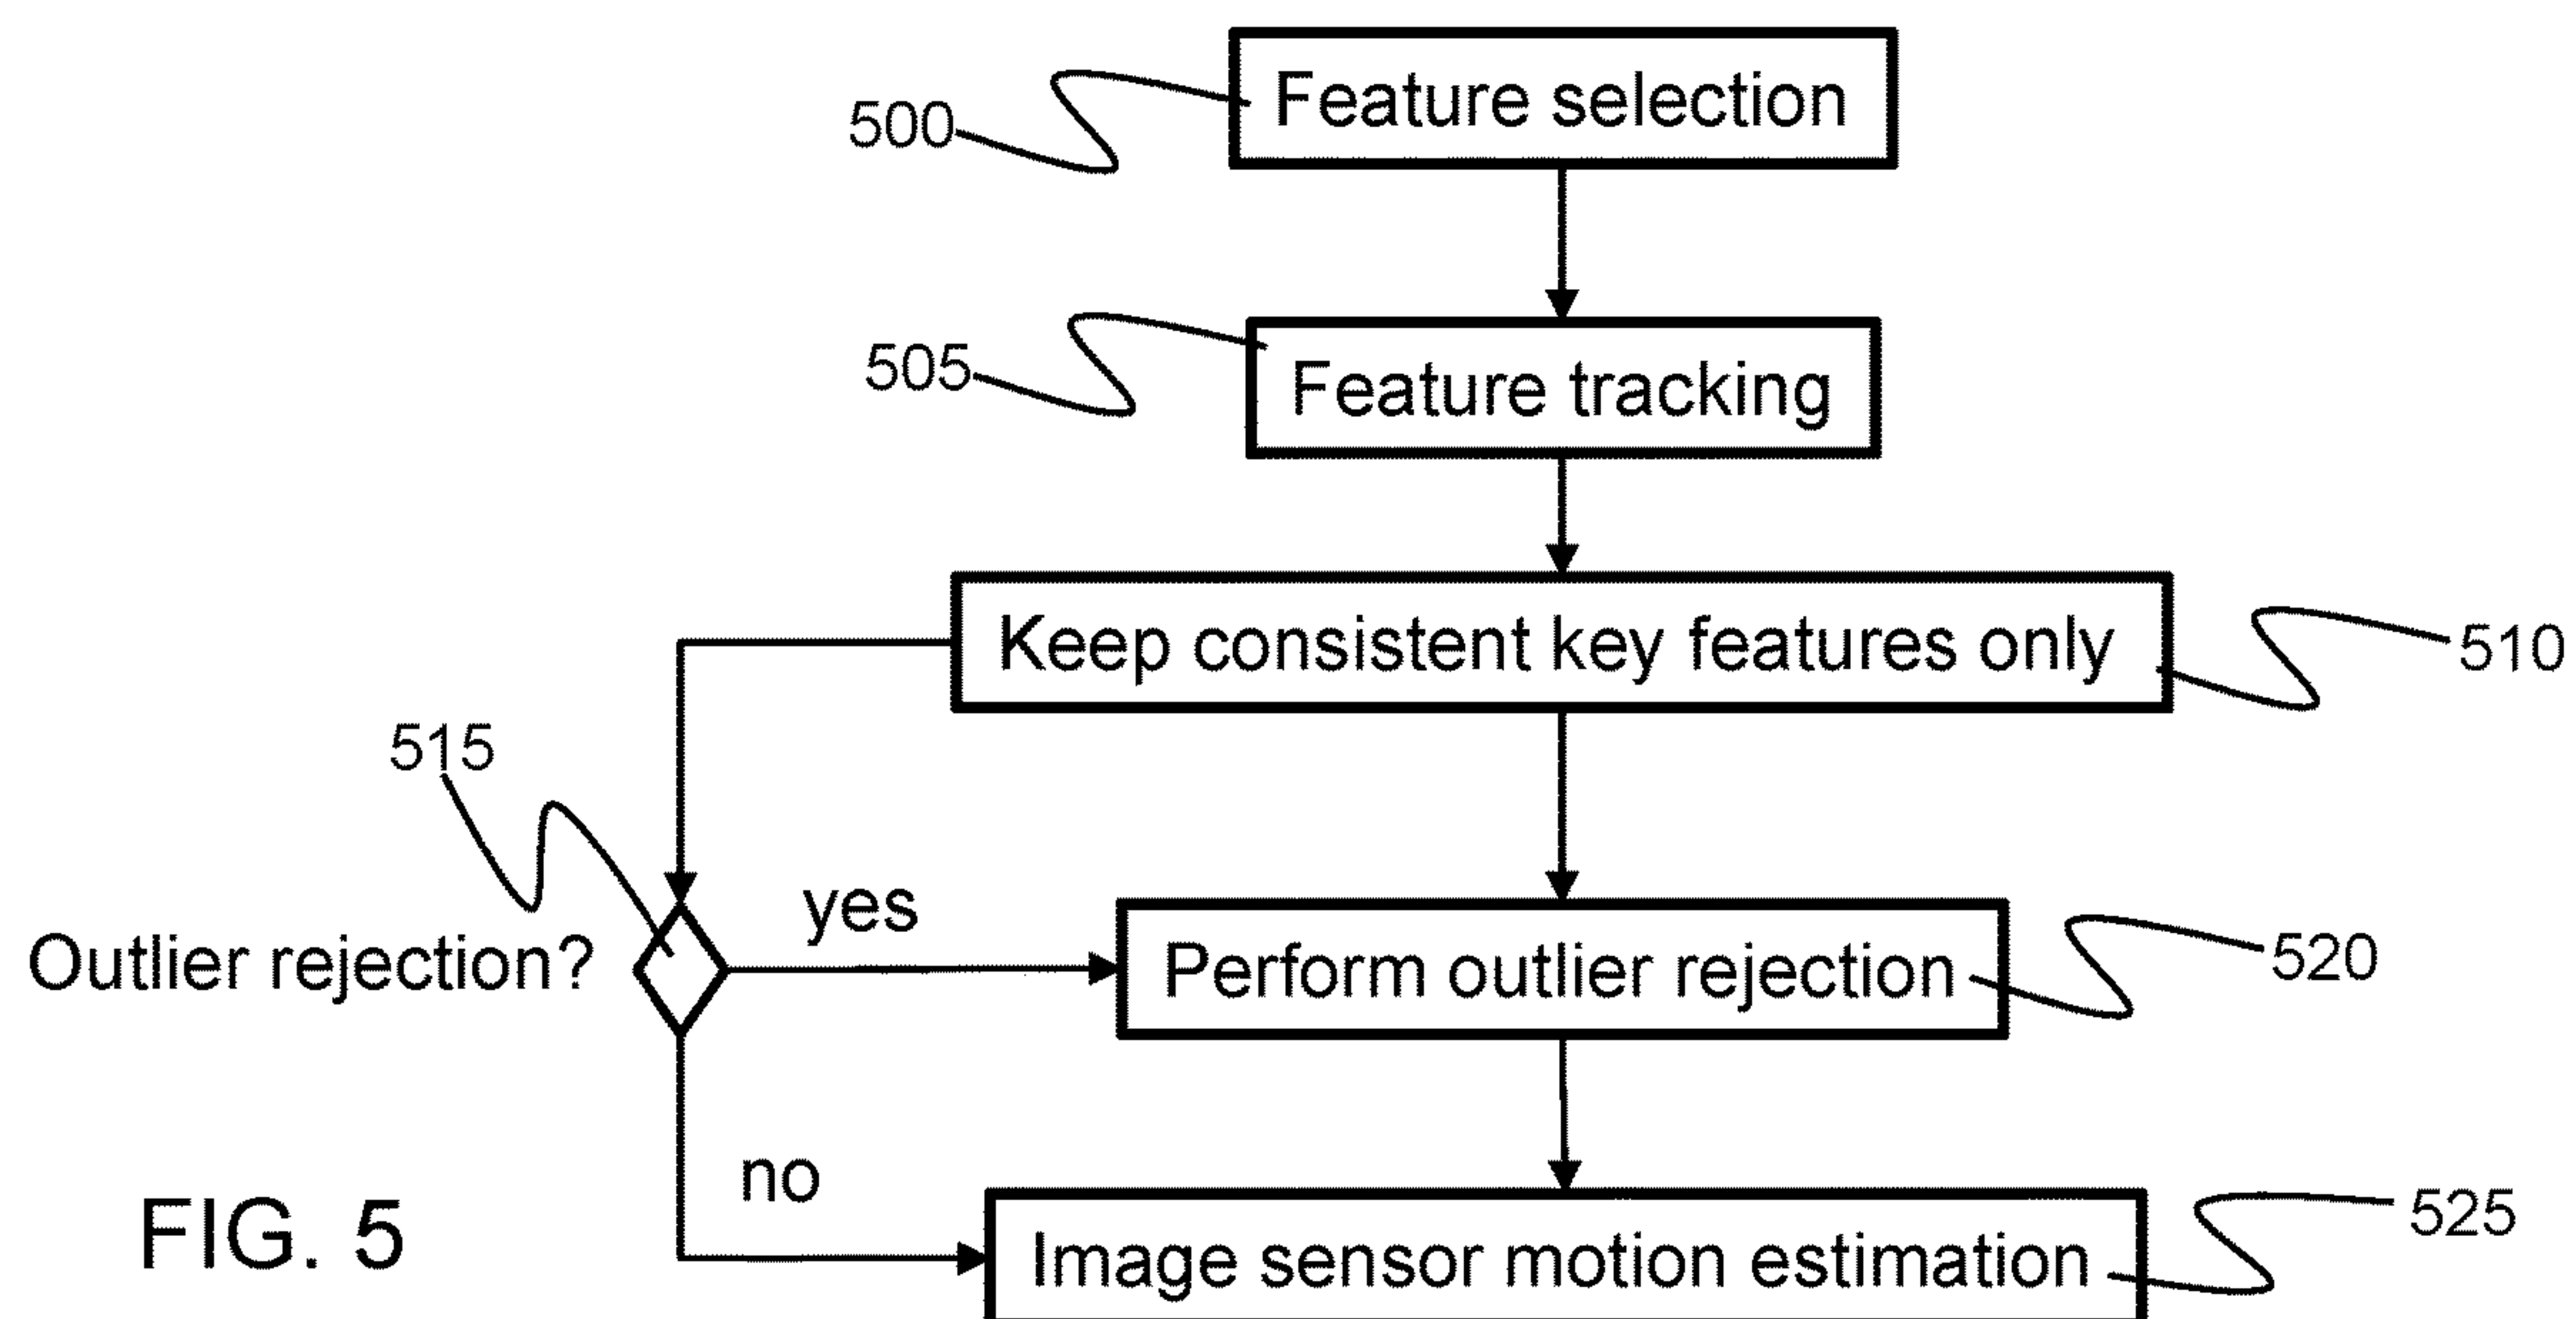 Feature selection
500
Feature tracking
505
Keep consistent key features only
510
515
Outlier rejection?
yes
Perform outlier rejection
520
no
Image sensor motion estimation
525
FIG. 5